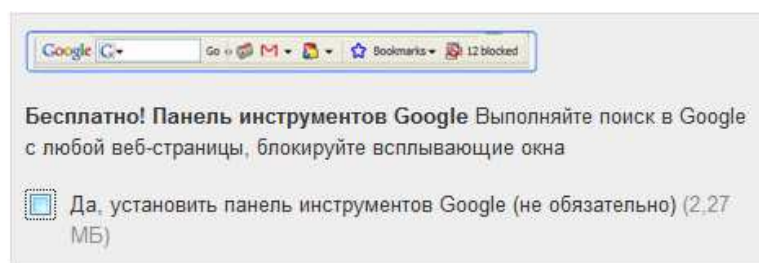 Google G Go Bookmarks 12 blocked
Бесплатно! Панель инструментов Google Выполняйте поиск в Google
с любой веб-страницы, блокируйте всплывающие окна
Да, установить панель инструментов Google (не обязательно) (2,27
МБ)